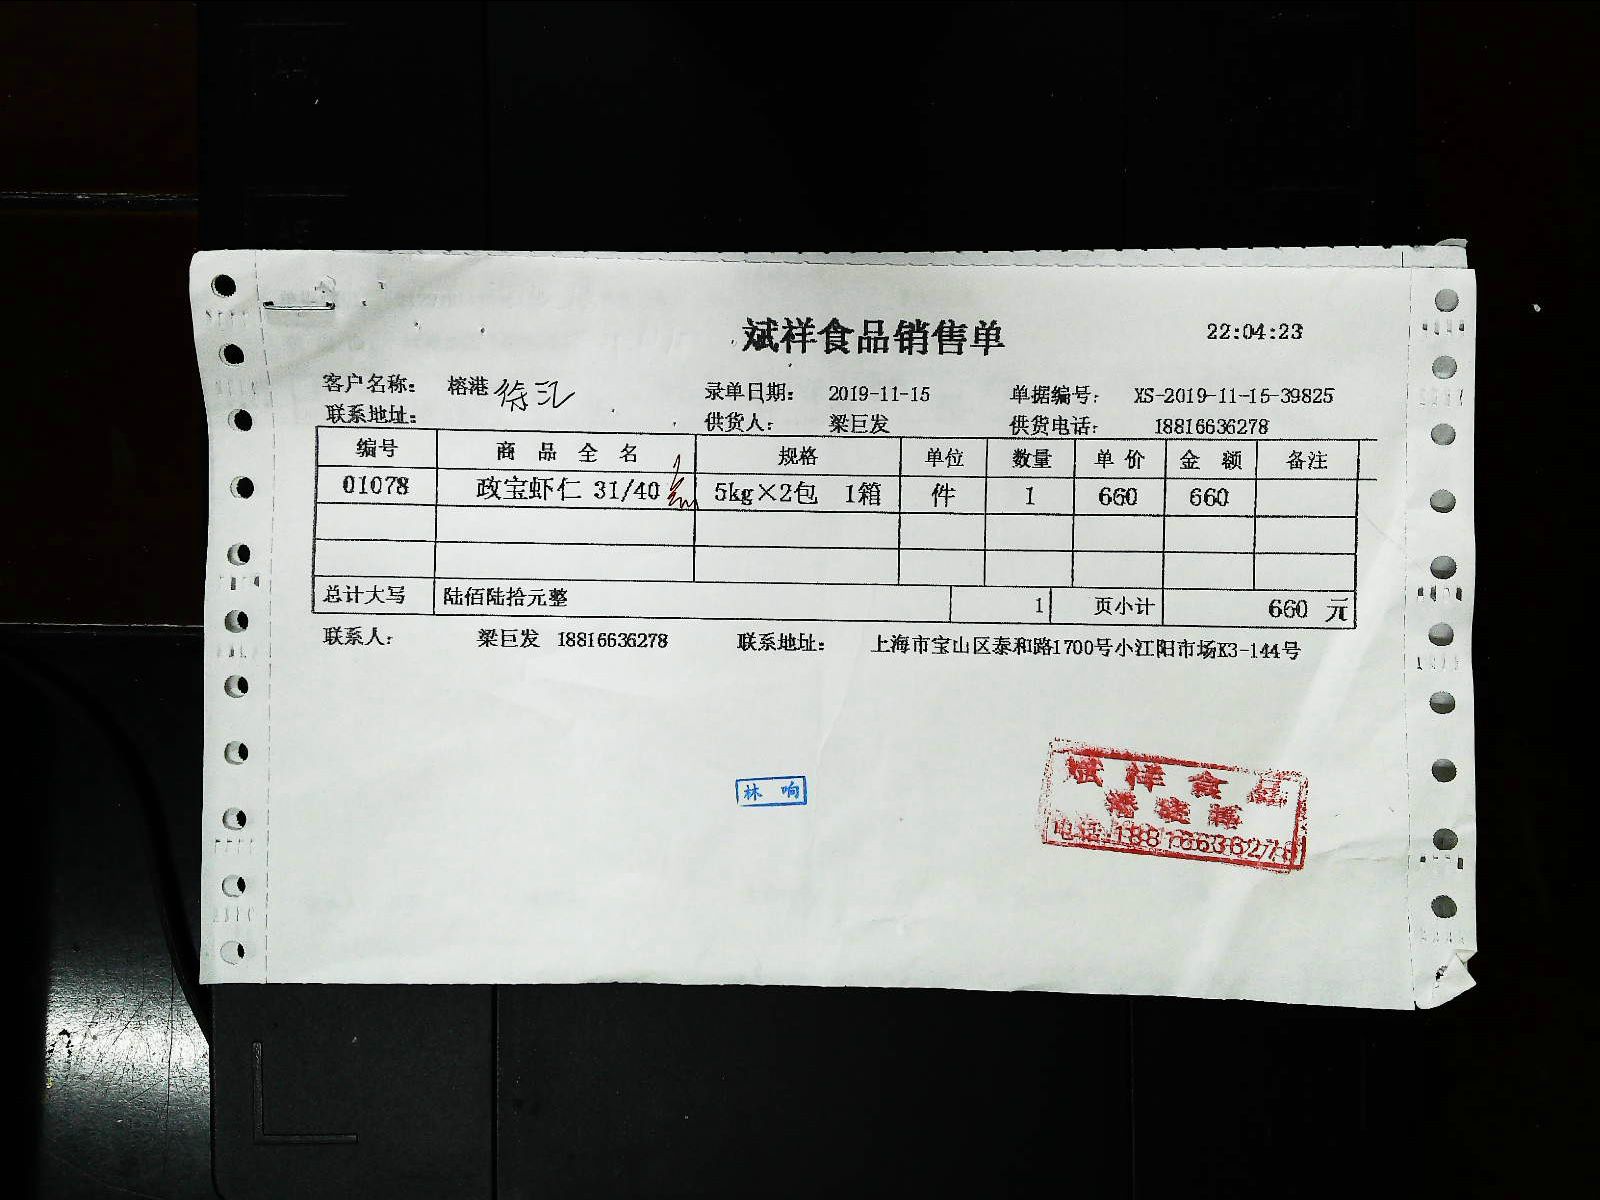 斌祥食品销售单 22:04:23
客户名称: 榕港 徐汇 录单日期: 2019-11-15 单据编号: XS-2019-11-15-39825
联系地址: 供货人: 梁巨发 供货电话: 18816636278
编号 商品全名 规格 单位 数量 单价 金额 备注
01078 政宝虾仁 31/40 5kg×2包 1箱 件 1 660 660
总计大写 陆佰陆拾元整 1 页小计 660 元
联系人: 梁巨发 18816636278 联系地址: 上海市宝山区泰和路1700号小江阳市场K3-144号
林响
斌祥食品
电话:18816636278